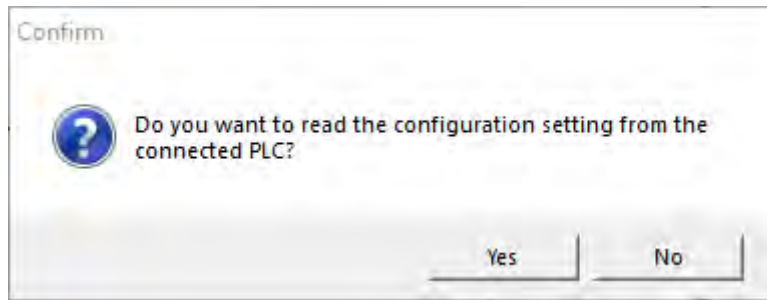 Confirm
Do you want to read the configuration setting from the
connected PLC?
Yes No